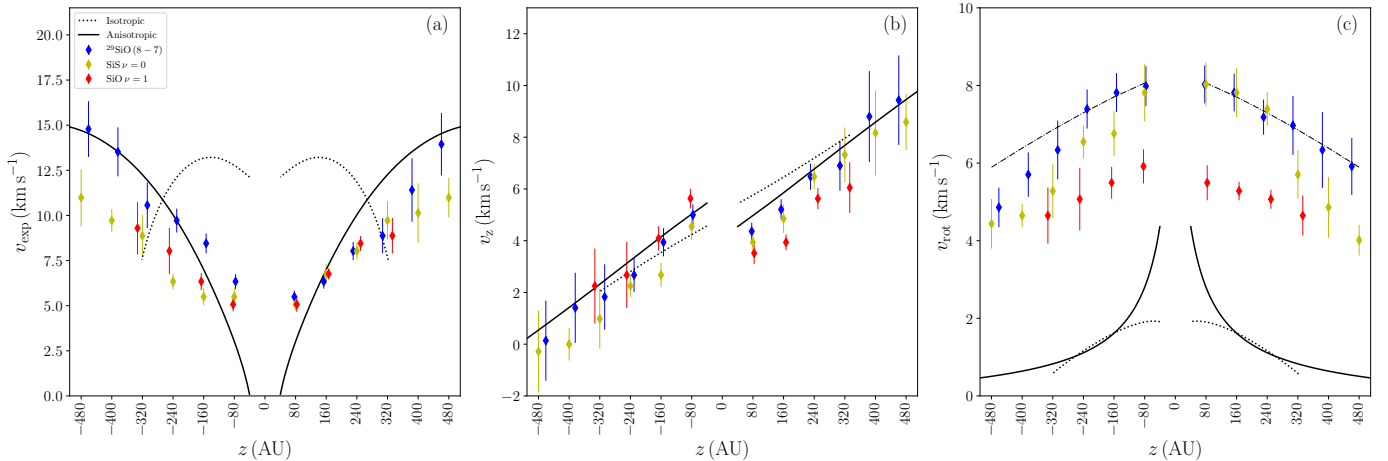 (a)
Isotropic
Anisotropic
²⁹SiO (8 − 7)
SiS ν = 0
SiO ν = 1
20.0
17.5
15.0
12.5
10.0
7.5
5.0
2.5
0.0
v_exp (km s⁻¹)
−480 −400 −320 −240 −160 −80 0 80 160 240 320 400 480
z (AU)
(b)
12
10
8
6
4
2
0
−2
v_z (km s⁻¹)
−480 −400 −320 −240 −160 −80 0 80 160 240 320 400 480
z (AU)
(c)
10
8
6
4
2
0
v_rot (km s⁻¹)
−480 −400 −320 −240 −160 −80 0 80 160 240 320 400 480
z (AU)